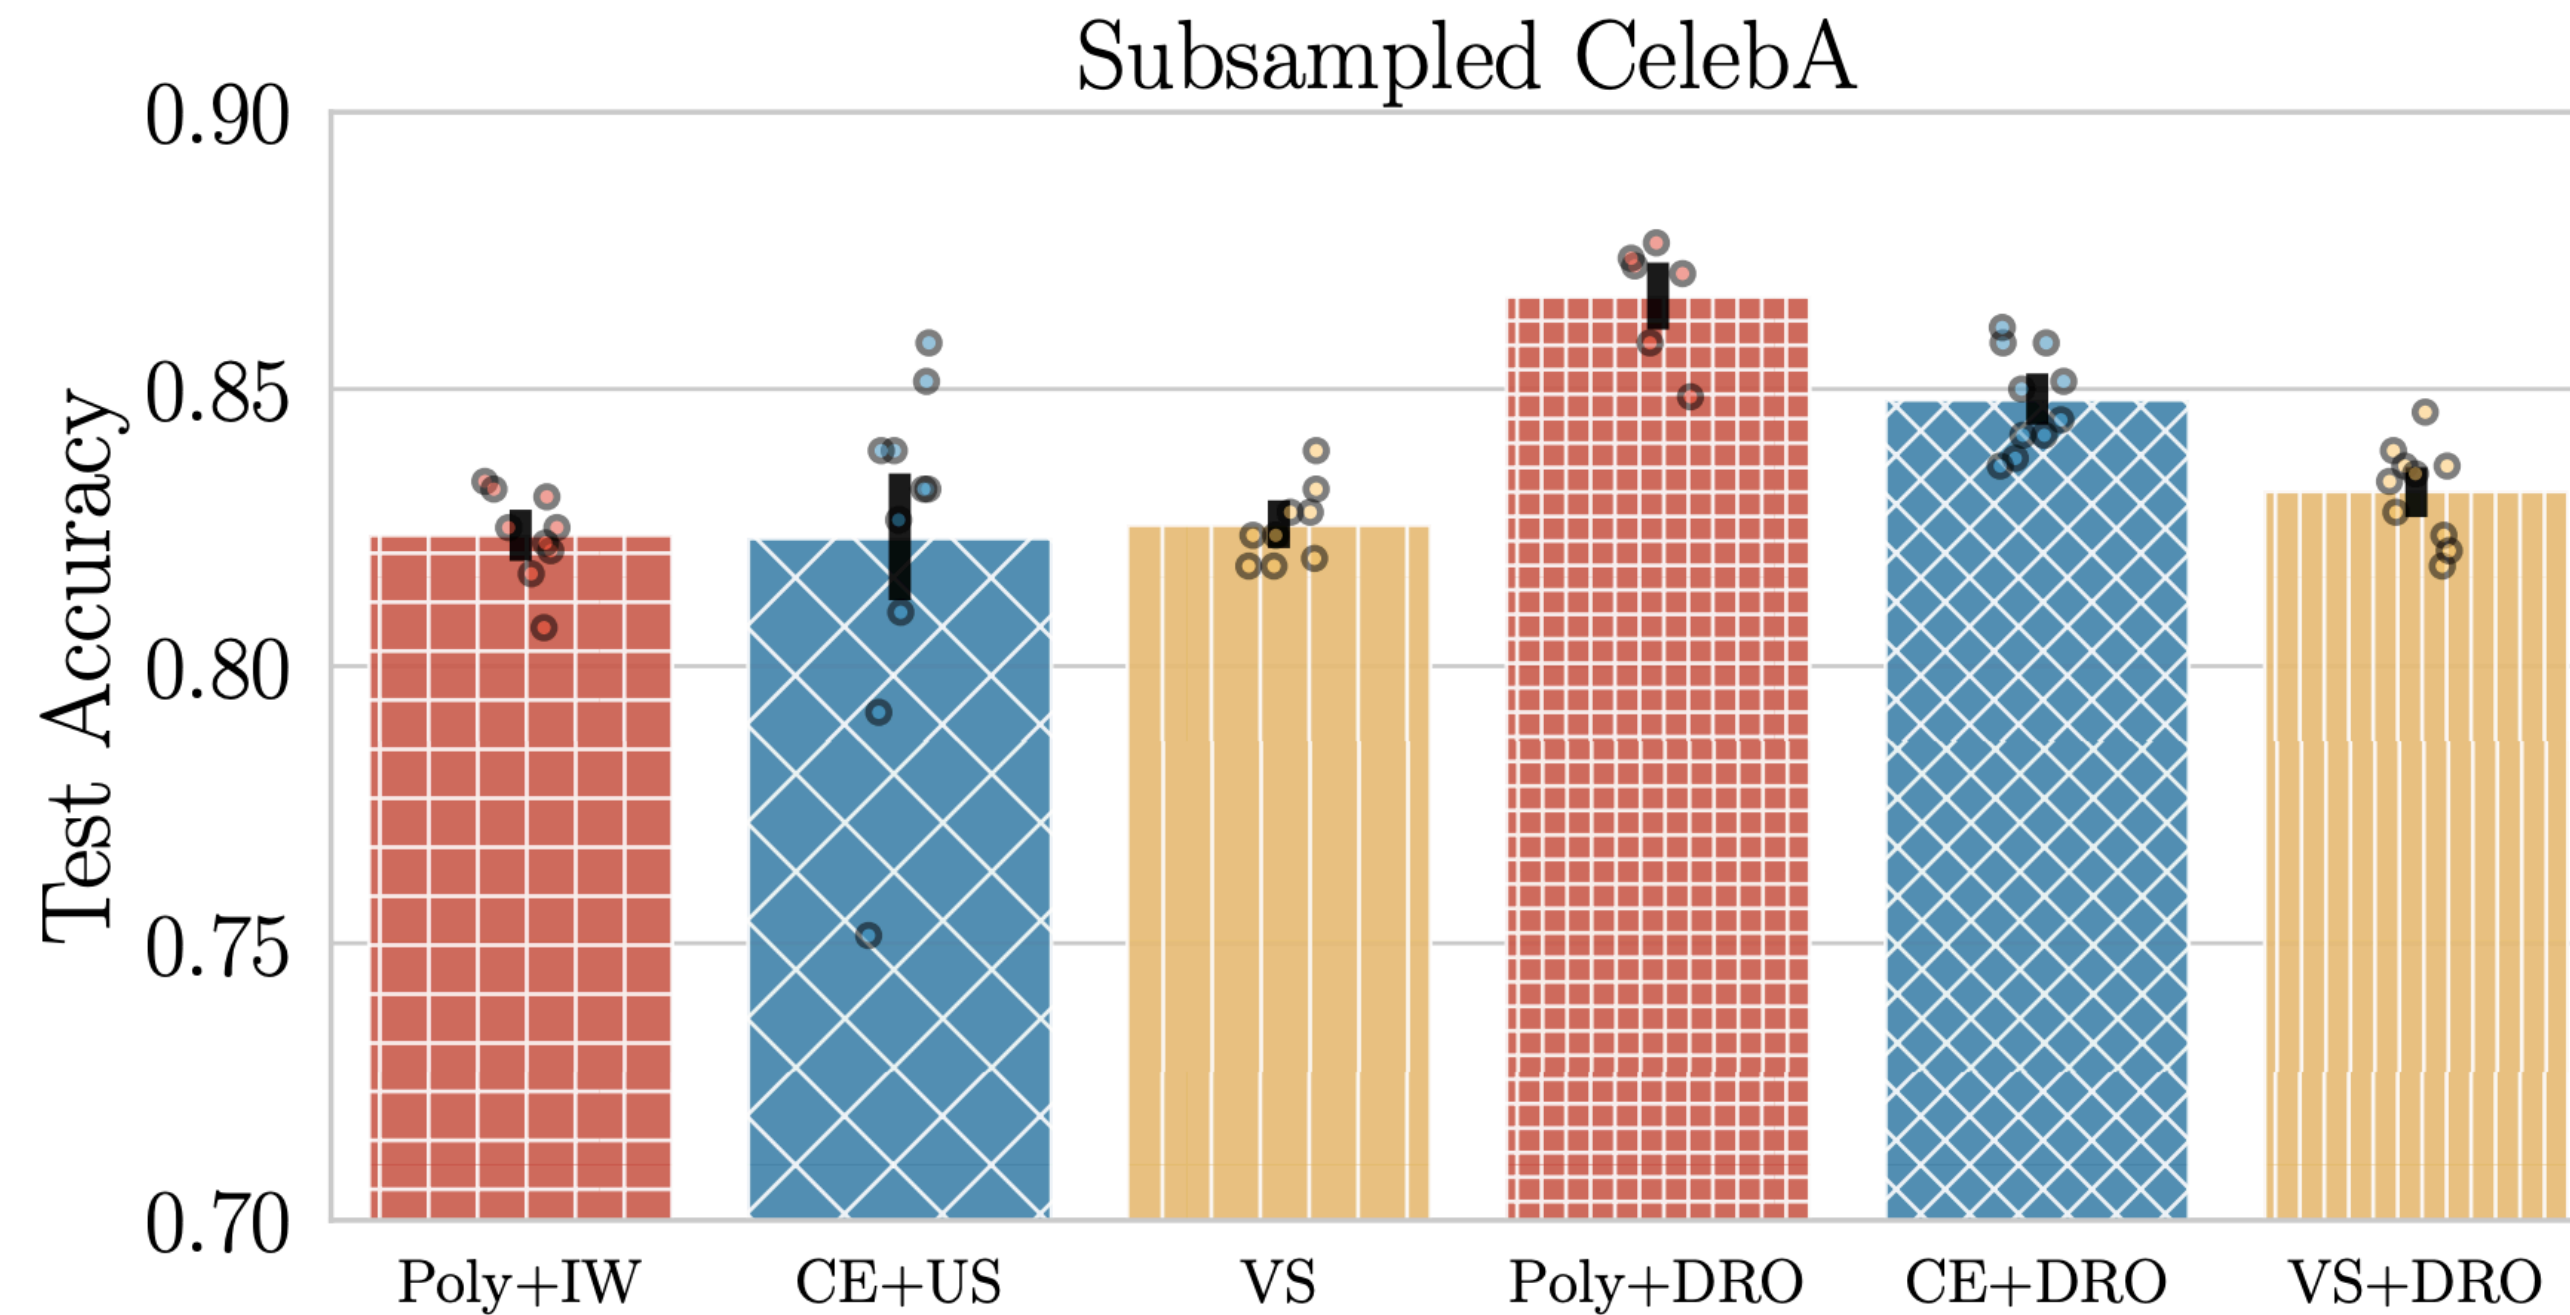 Subsampled CelebA
0.90
0.85
0.80
0.75
0.70
Test Accuracy
Poly+IW CE+US VS Poly+DRO CE+DRO VS+DRO